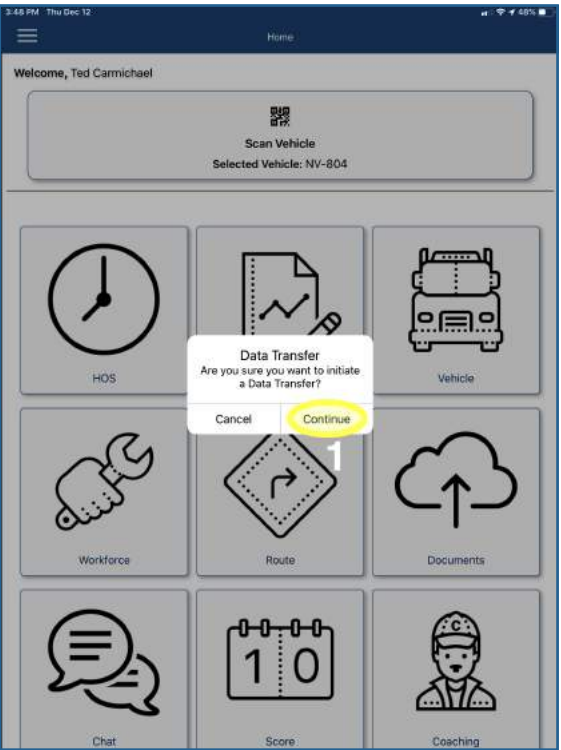 3:48 PM Thu Dec 12
48%
Home
Welcome, Ted Carmichael
Scan Vehicle
Selected Vehicle: NV-804
Data Transfer
Are you sure you want to initiate
a Data Transfer?
Cancel
Continue
1
HOS
Vehicle
Workforce
Route
Documents
1 0
C
Chat
Score
Coaching